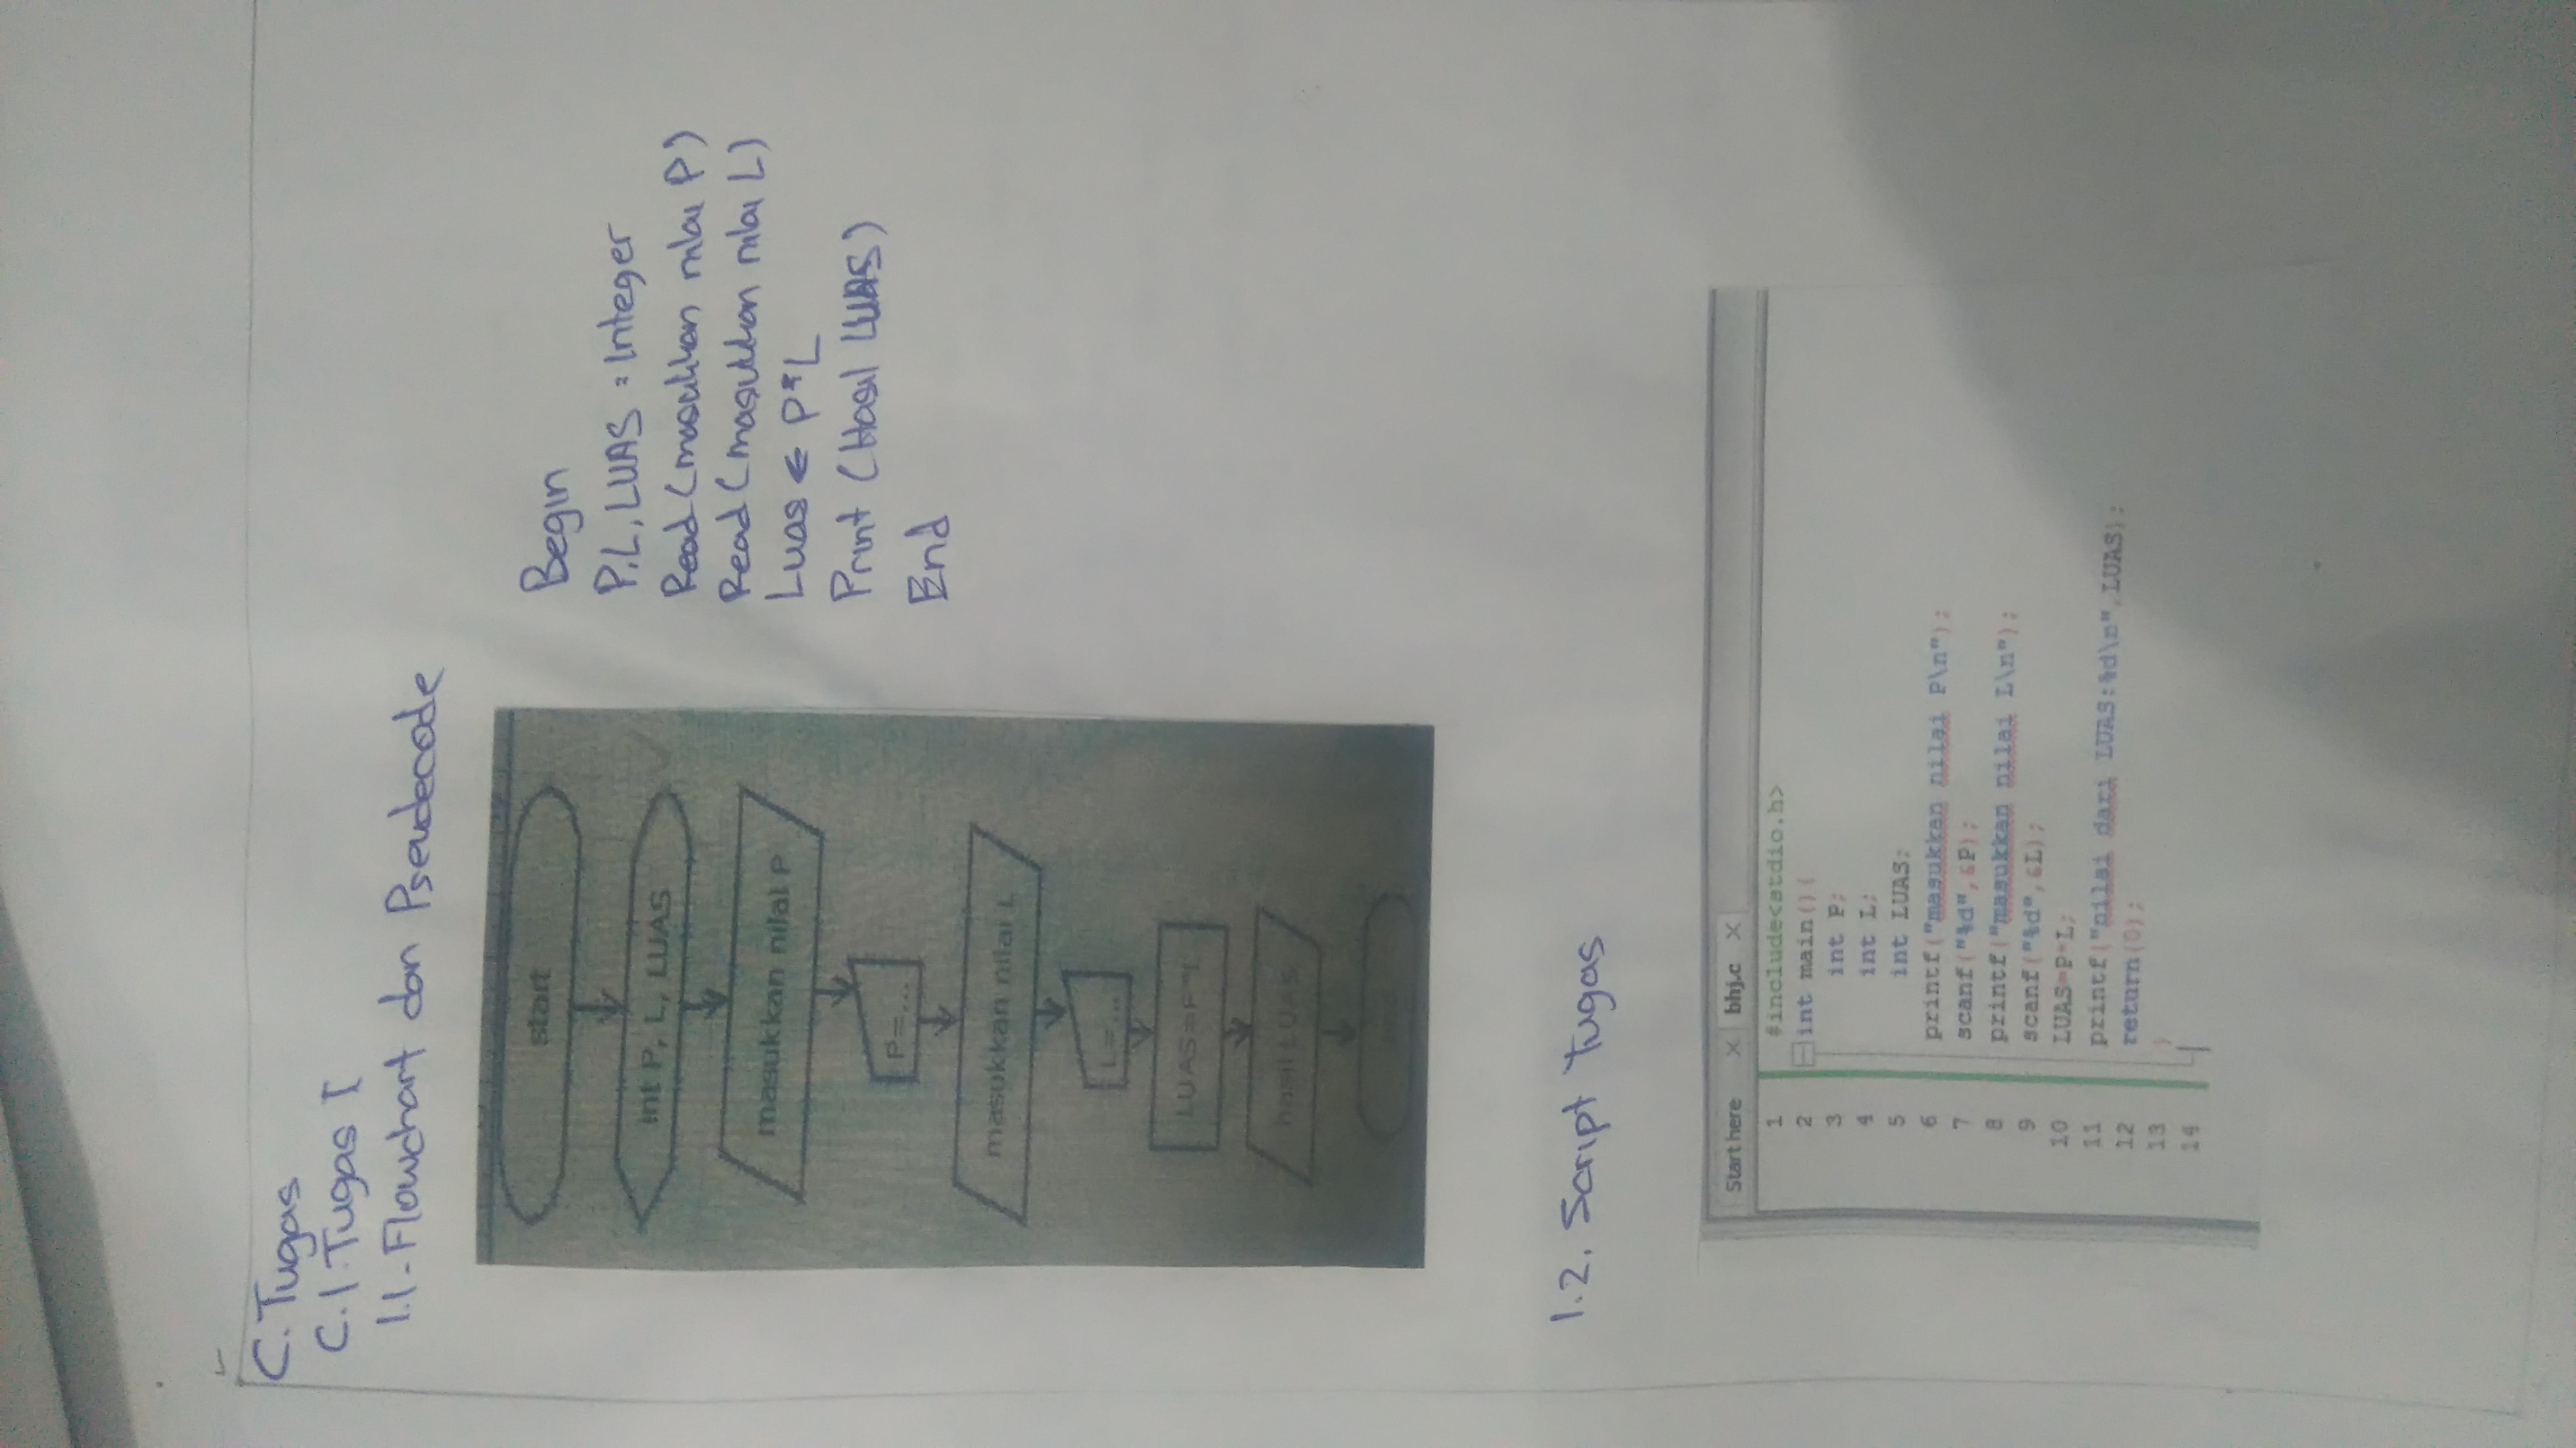 C. Tugas
C.1. Tugas I
1.1. Flowchart dan Pseudecode
start
int P, L, LUAS
masukkan nilai P
P=....
masukkan nilai L
L=....
LUAS=P*L
hasil LUAS
Begin
P, L, LUAS = Integer
Read (masukkan nilai P)
Read (masukkan nilai L)
Luas ← P*L
Print (Hasil LUAS)
End
1.2. Script Tugas
Start here X bhj.c X
1 #include<stdio.h>
2 int main(){
3 int P;
4 int L;
5 int LUAS;
6 printf("masukkan nilai P\n");
7 scanf("%d",&P);
8 printf("masukkan nilai L\n");
9 scanf("%d",&L);
10 LUAS=P*L;
11 printf("nilai dari LUAS:%d\n",LUAS);
12 return(0);
13 }
14